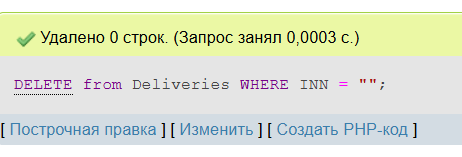 Удалено 0 строк. (Запрос занял 0,0003 с.)
DELETE from Deliveries WHERE INN = "";
[ Построчная правка ] [ Изменить ] [ Создать PHP-код ]